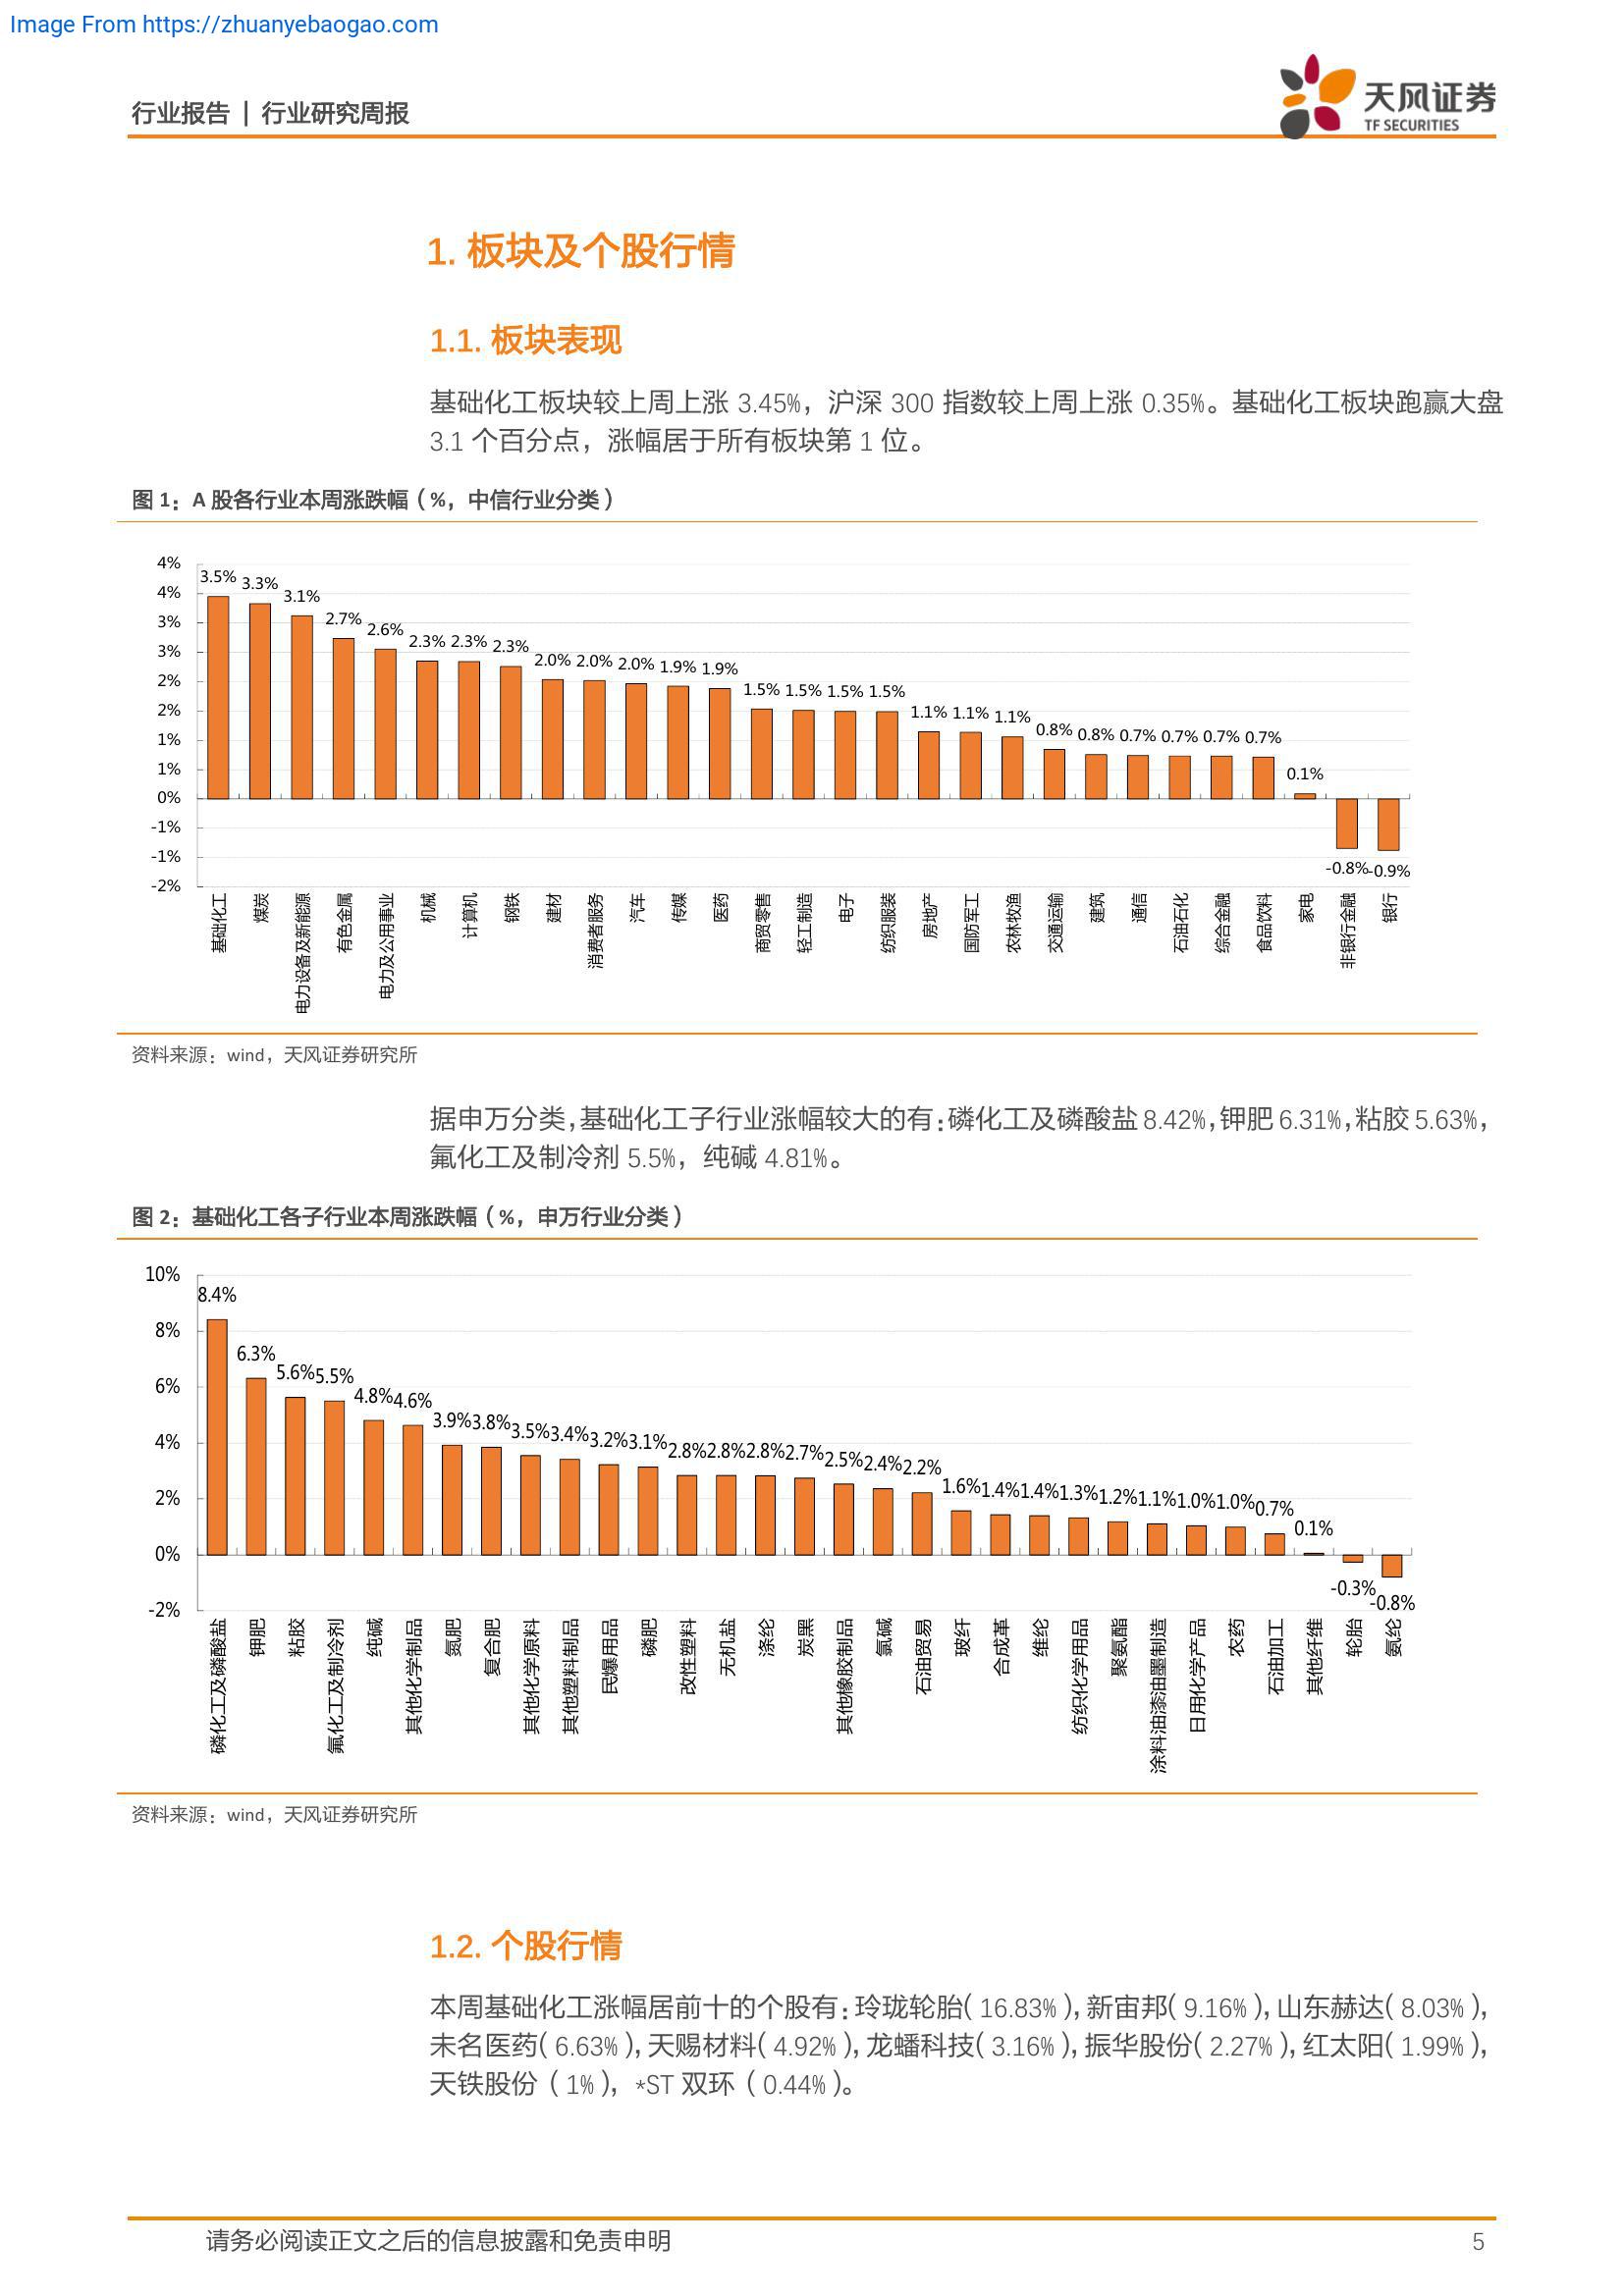 Image From https://zhuanyebaogao.com
行业报告 | 行业研究周报
天风证券
TF SECURITIES
1. 板块及个股行情
1.1. 板块表现
基础化工板块较上周上涨 3.45%，沪深 300 指数较上周上涨 0.35%。基础化工板块跑赢大盘
3.1 个百分点，涨幅居于所有板块第 1 位。
图 1：A 股各行业本周涨跌幅（%，中信行业分类）
4%
4%
3%
3%
2%
2%
1%
1%
0%
-1%
-1%
-2%
3.5% 3.3% 3.1% 2.7% 2.6% 2.3% 2.3% 2.3% 2.0% 2.0% 2.0% 1.9% 1.9% 1.5% 1.5% 1.5% 1.5% 1.1% 1.1% 1.1% 0.8% 0.8% 0.7% 0.7% 0.7% 0.7% 0.1% -0.8% -0.9%
基础化工
煤炭
电力设备及新能源
有色金属
电力及公用事业
机械
计算机
钢铁
建材
消费者服务
汽车
传媒
医药
商贸零售
轻工制造
电子
纺织服装
房地产
国防军工
农林牧渔
交通运输
建筑
通信
石油石化
综合金融
食品饮料
家电
非银行金融
银行
资料来源：wind，天风证券研究所
据申万分类，基础化工子行业涨幅较大的有：磷化工及磷酸盐 8.42%，钾肥 6.31%，粘胶 5.63%，
氟化工及制冷剂 5.5%，纯碱 4.81%。
图 2：基础化工各子行业本周涨跌幅（%，申万行业分类）
10%
8%
6%
4%
2%
0%
-2%
8.4% 6.3% 5.6% 5.5% 4.8% 4.6% 3.9% 3.8% 3.5% 3.4% 3.2% 3.1% 2.8% 2.8% 2.8% 2.7% 2.5% 2.4% 2.2% 1.6% 1.4% 1.4% 1.3% 1.2% 1.1% 1.0% 1.0% 0.7% 0.1% -0.3% -0.8%
磷化工及磷酸盐
钾肥
粘胶
氟化工及制冷剂
纯碱
其他化学制品
氮肥
复合肥
其他化学原料
其他塑料制品
民爆用品
磷肥
改性塑料
无机盐
涤纶
炭黑
其他橡胶制品
氯碱
石油贸易
玻纤
合成革
维纶
纺织化学用品
聚氨酯
涂料油漆油墨制造
日用化学产品
农药
石油加工
其他纤维
轮胎
氨纶
资料来源：wind，天风证券研究所
1.2. 个股行情
本周基础化工涨幅居前十的个股有：玲珑轮胎（16.83%），新宙邦（9.16%），山东赫达（8.03%），
未名医药（6.63%），天赐材料（4.92%），龙蟠科技（3.16%），振华股份（2.27%），红太阳（1.99%），
天铁股份（1%），*ST 双环（0.44%）。
请务必阅读正文之后的信息披露和免责申明
5